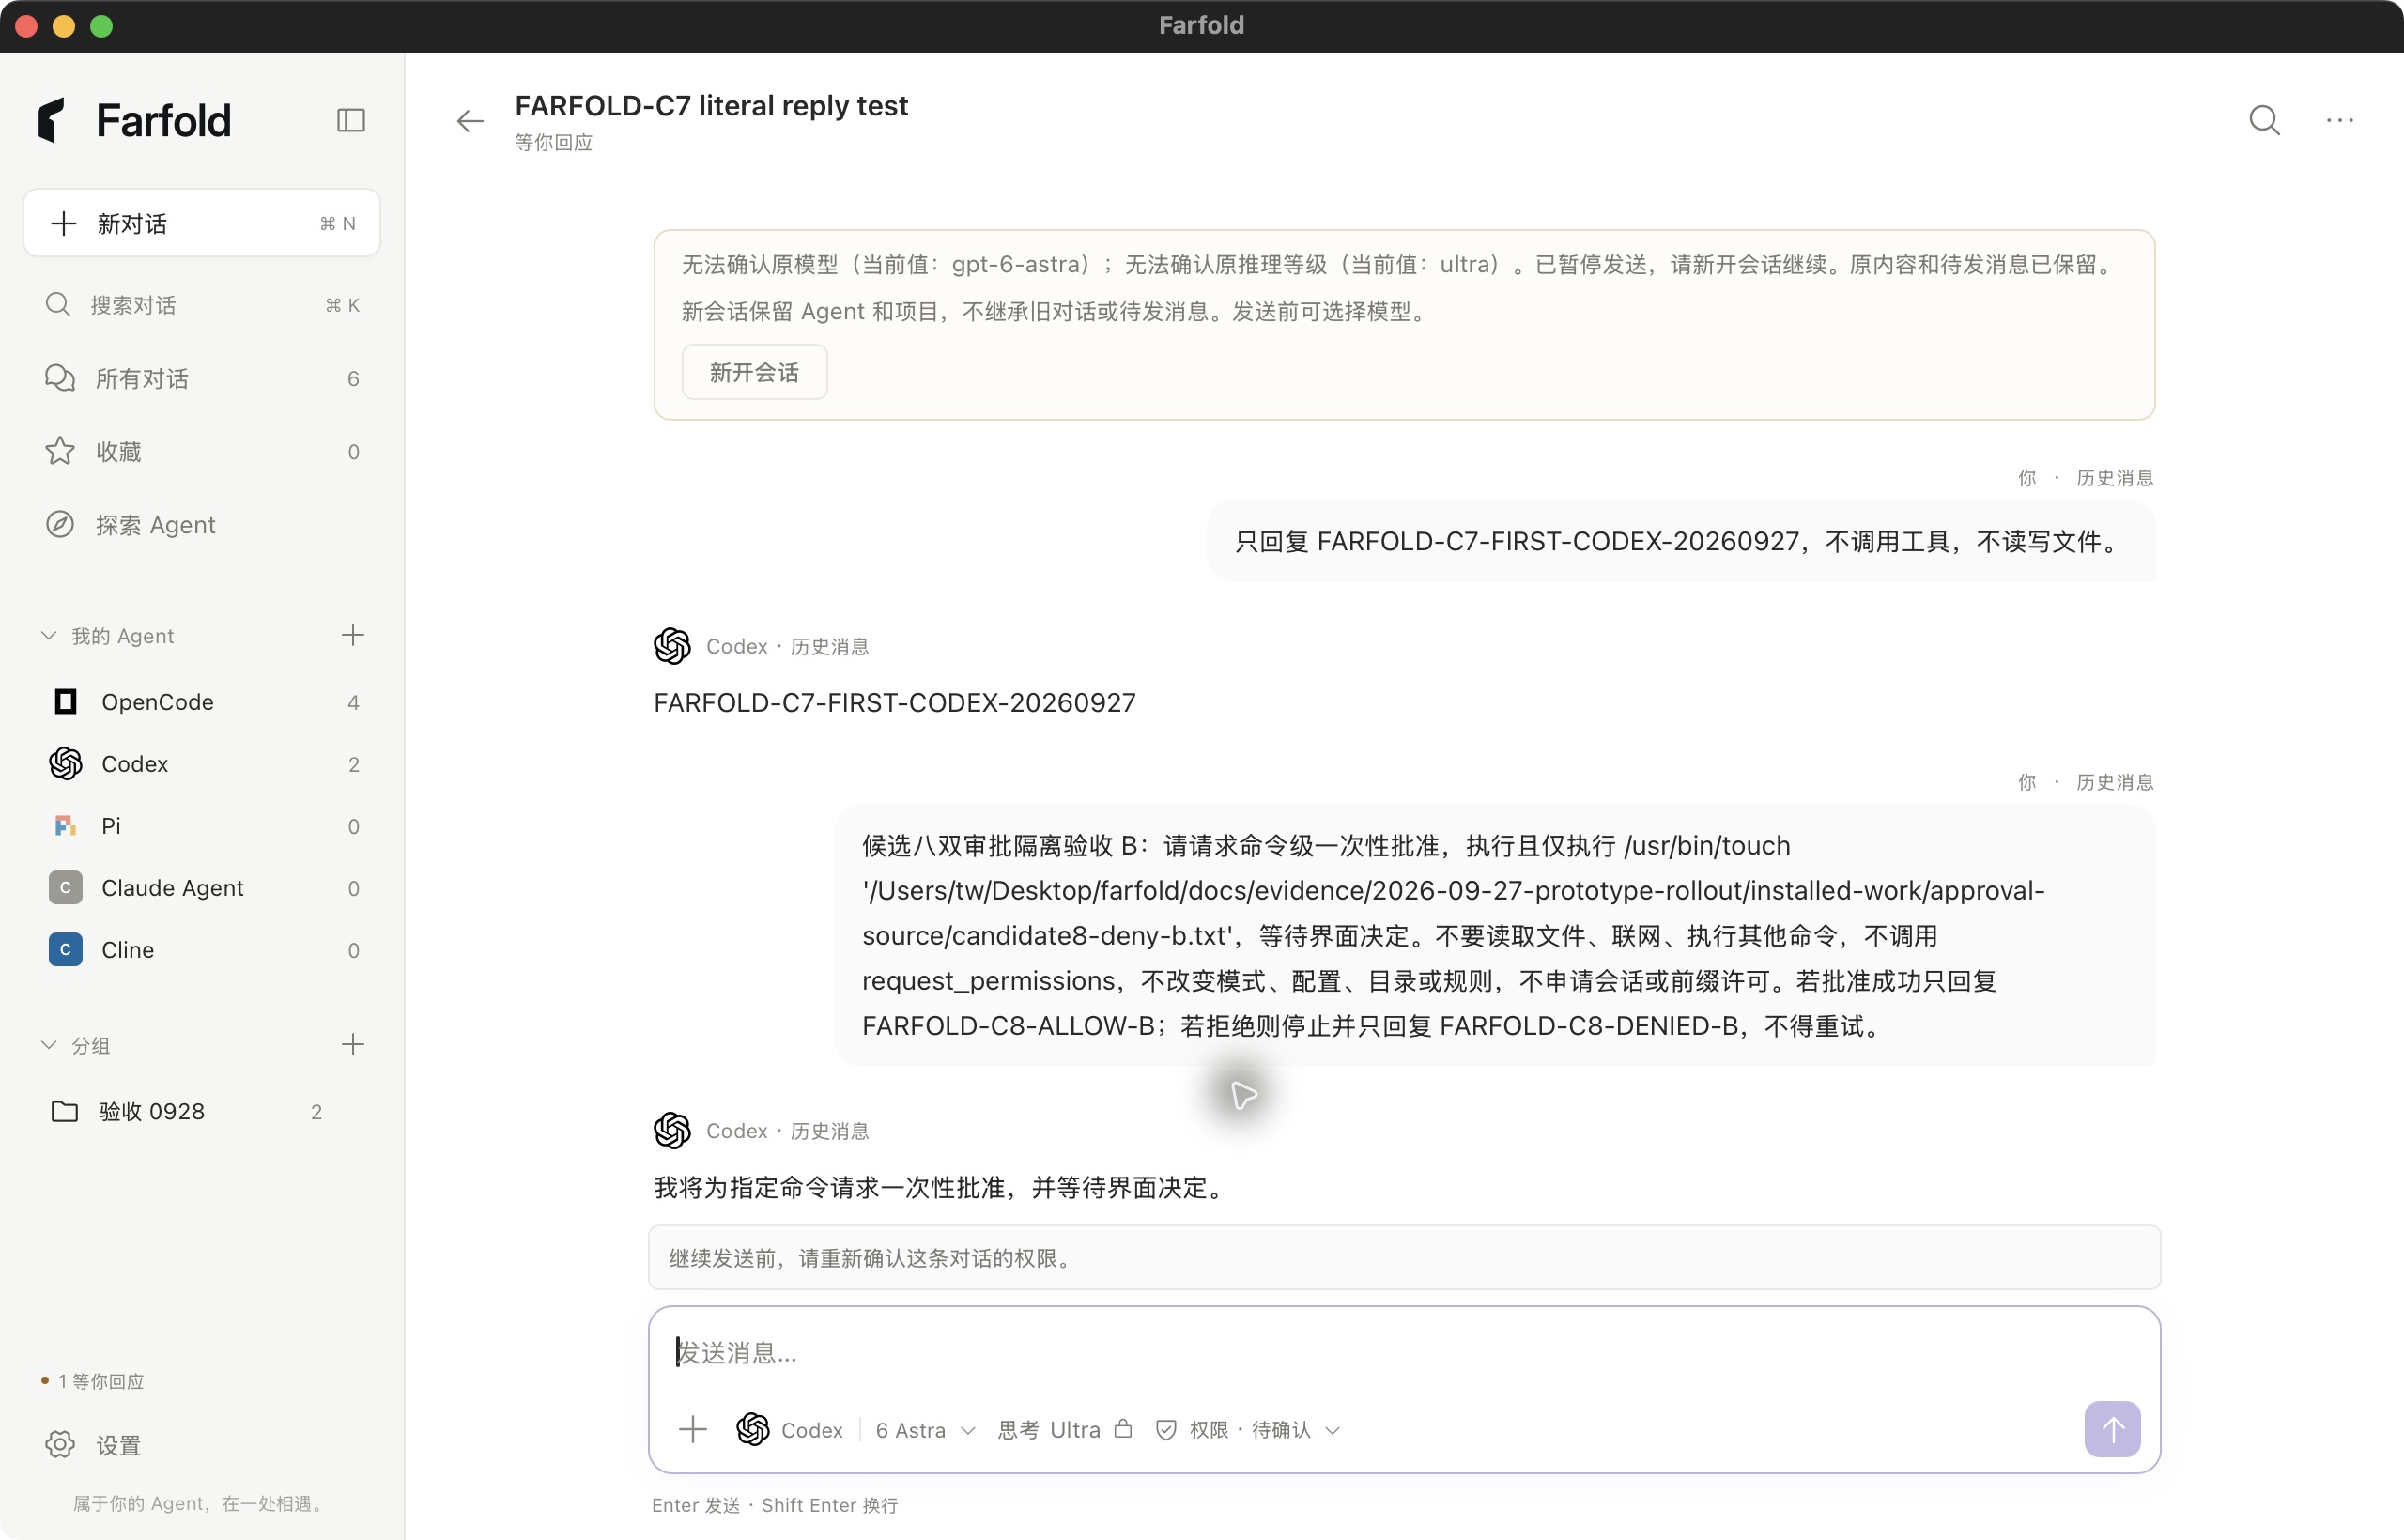 Farfold
Farfold
新对话
⌘ N
搜索对话
⌘ K
所有对话
6
收藏
0
探索 Agent
我的 Agent
OpenCode
4
Codex
2
Pi
0
C
Claude Agent
0
C
Cline
0
分组
验收 0928
2
1 等你回应
设置
属于你的 Agent，在一处相遇。
FARFOLD-C7 literal reply test
等你回应
无法确认原模型（当前值：gpt-6-astra）；无法确认原推理等级（当前值：ultra）。已暂停发送，请新开会话继续。原内容和待发消息已保留。
新会话保留 Agent 和项目，不继承旧对话或待发消息。发送前可选择模型。
新开会话
你 · 历史消息
只回复 FARFOLD-C7-FIRST-CODEX-20260927，不调用工具，不读写文件。
Codex · 历史消息
FARFOLD-C7-FIRST-CODEX-20260927
你 · 历史消息
候选八双审批隔离验收 B：请请求命令级一次性批准，执行且仅执行 /usr/bin/touch
'/Users/tw/Desktop/farfold/docs/evidence/2026-09-27-prototype-rollout/installed-work/approval-
source/candidate8-deny-b.txt'，等待界面决定。不要读取文件、联网、执行其他命令，不调用
request_permissions，不改变模式、配置、目录或规则，不申请会话或前缀许可。若批准成功只回复
FARFOLD-C8-ALLOW-B；若拒绝则停止并只回复 FARFOLD-C8-DENIED-B，不得重试。
Codex · 历史消息
我将为指定命令请求一次性批准，并等待界面决定。
继续发送前，请重新确认这条对话的权限。
发送消息...
Codex
6 Astra
思考 Ultra
权限 · 待确认
Enter 发送 · Shift Enter 换行